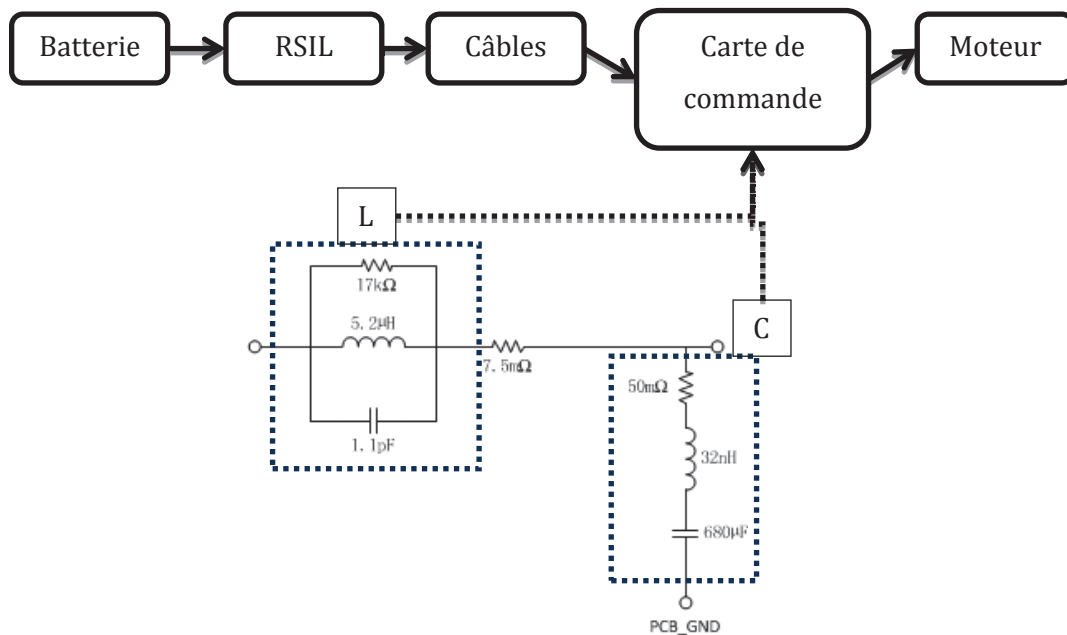 Batterie
RSIL
Câbles
Carte de
commande
Moteur
L
17kΩ
5.2μH
7.5mΩ
1.1pF
C
50mΩ
32nH
680μF
PCB_GND